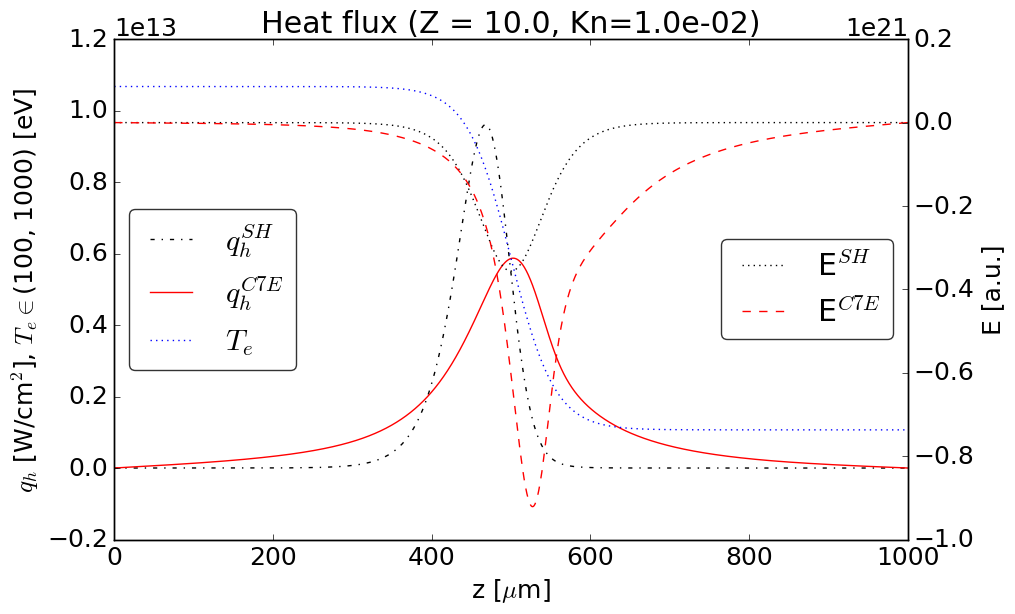 Heat flux (Z = 10.0, Kn=1.0e-02)
1e13
1e21
1.2
1.0
0.8
0.6
0.4
0.2
0.0
−0.2
q_h [W/cm²], T_e ∈ (100, 1000) [eV]
q_h^{SH}
q_h^{C7E}
T_e
E^{SH}
E^{C7E}
0.2
0.0
−0.2
−0.4
−0.6
−0.8
−1.0
E [a.u.]
0 200 400 600 800 1000
z [μm]